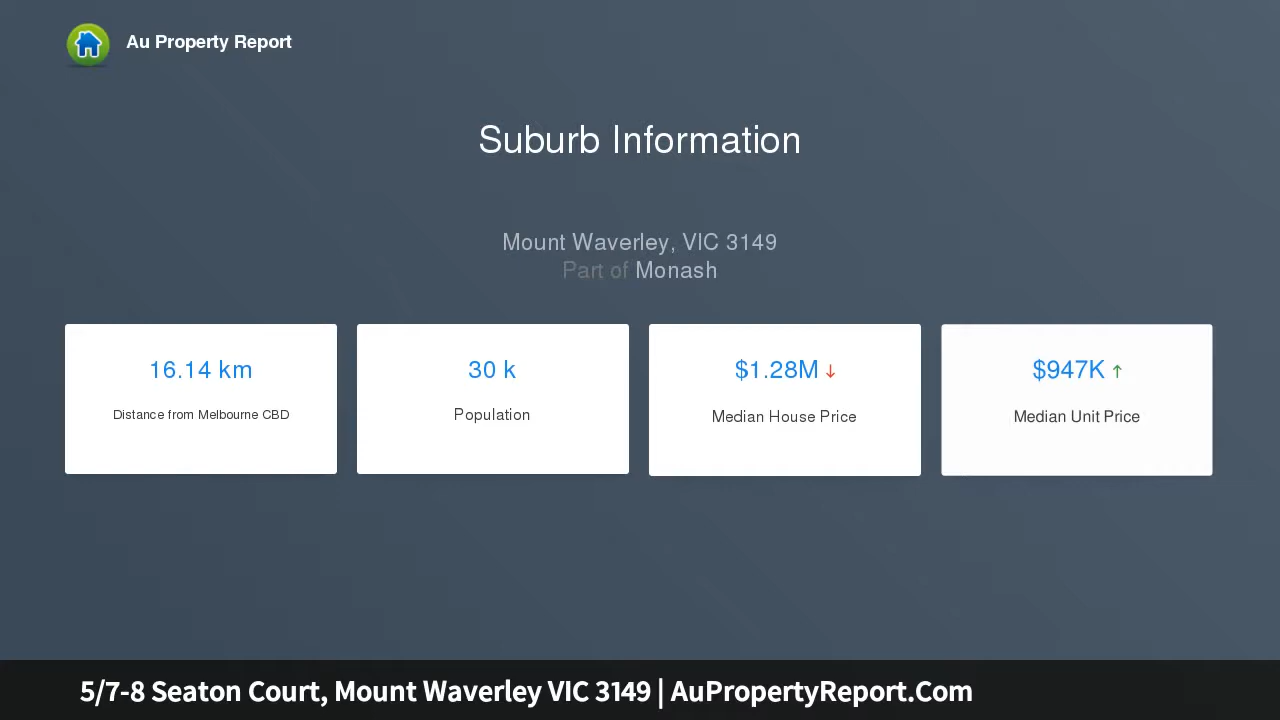 Au Property Report
Suburb Information
Mount Waverley, VIC 3149
Part of Monash
16.14 km
Distance from Melbourne CBD
30 k
Population
$1.28M ↓
Median House Price
$947K ↑
Median Unit Price
5/7-8 Seaton Court, Mount Waverley VIC 3149 | AuPropertyReport.Com